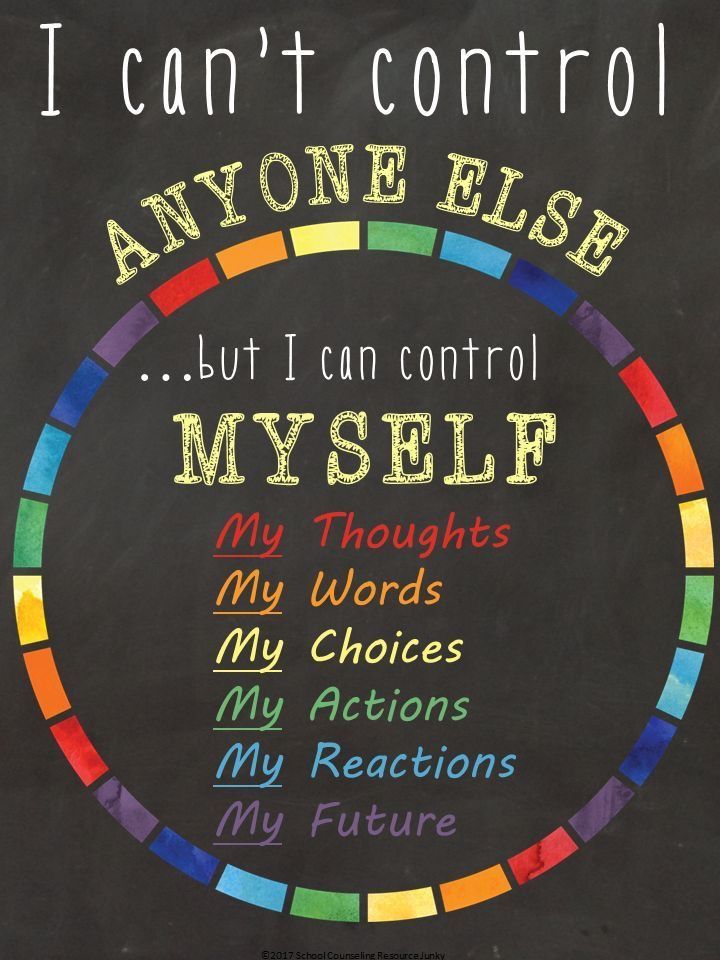 I can't control
ANYONE ELSE
...but I can control
MYSELF
My Thoughts
My Words
My Choices
My Actions
My Reactions
My Future
©2017 School Counseling Resource Junky